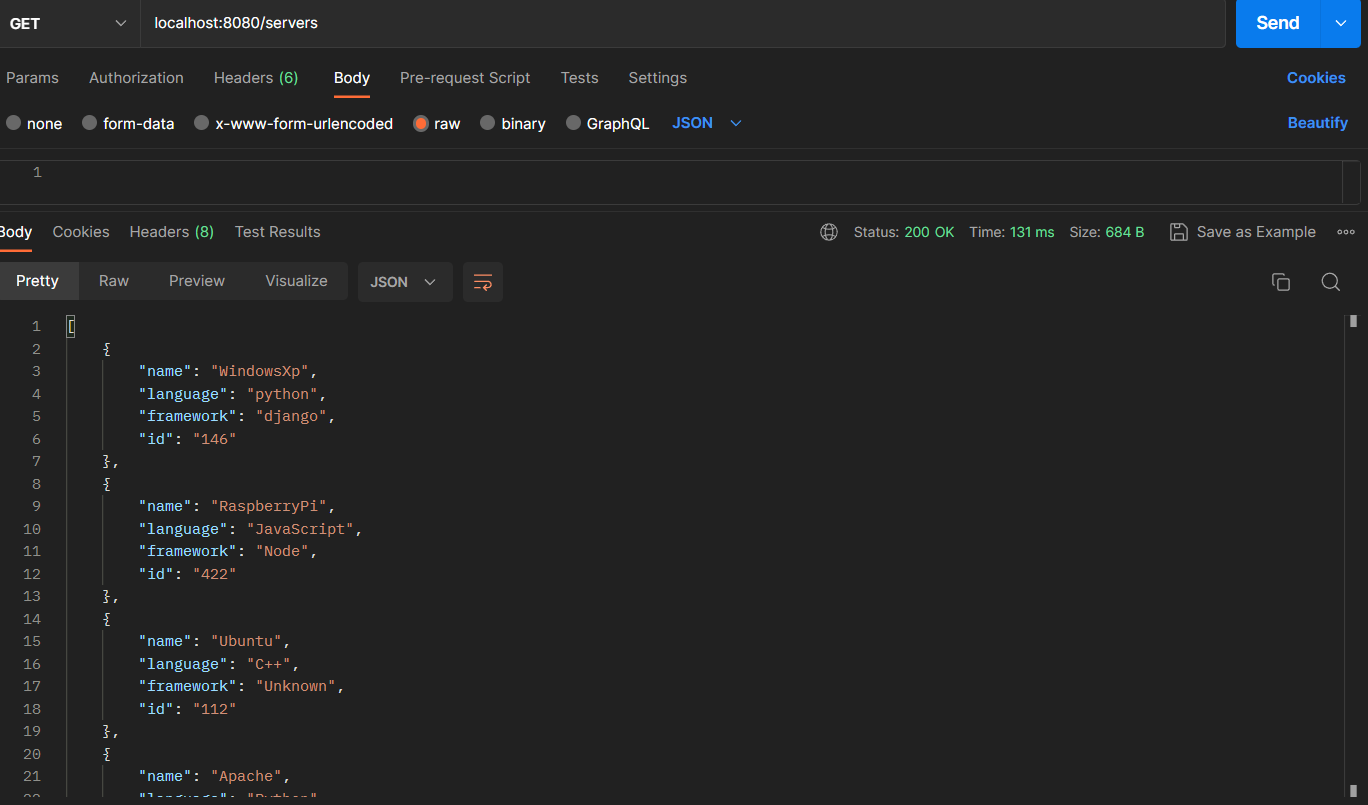 GET localhost:8080/servers Send
Params Authorization Headers (6) Body Pre-request Script Tests Settings Cookies
none form-data x-www-form-urlencoded raw binary GraphQL JSON Beautify
1
Body Cookies Headers (8) Test Results Status: 200 OK Time: 131 ms Size: 684 B Save as Example
Pretty Raw Preview Visualize JSON
1 [
2 {
3 "name": "WindowsXp",
4 "language": "python",
5 "framework": "django",
6 "id": "146"
7 },
8 {
9 "name": "RaspberryPi",
10 "language": "JavaScript",
11 "framework": "Node",
12 "id": "422"
13 },
14 {
15 "name": "Ubuntu",
16 "language": "C++",
17 "framework": "Unknown",
18 "id": "112"
19 },
20 {
21 "name": "Apache",
22 "language": "Python"